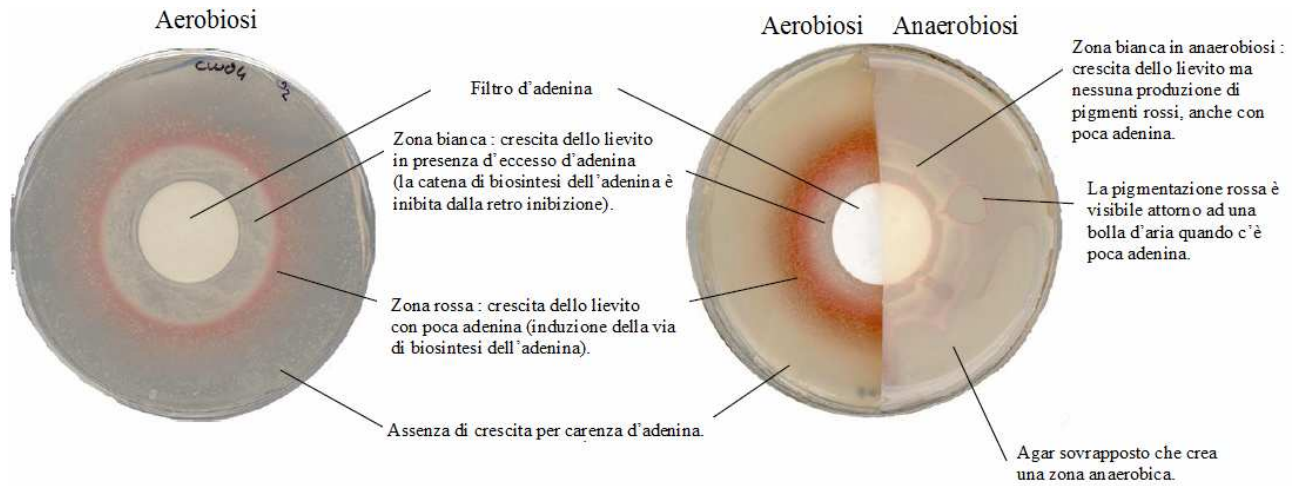 Aerobiosi
Aerobiosi
Anaerobiosi
CW04
O2
Filtro d'adenina
Zona bianca : crescita dello lievito
in presenza d'eccesso d'adenina
(la catena di biosintesi dell'adenina è
inibita dalla retro inibizione).
Zona rossa : crescita dello lievito
con poca adenina (induzione della via
di biosintesi dell'adenina).
Assenza di crescita per carenza d'adenina.
Zona bianca in anaerobiosi :
crescita dello lievito ma
nessuna produzione di
pigmenti rossi, anche con
poca adenina.
La pigmentazione rossa è
visibile attorno ad una
bolla d'aria quando c'è
poca adenina.
Agar sovrapposto che crea
una zona anaerobica.